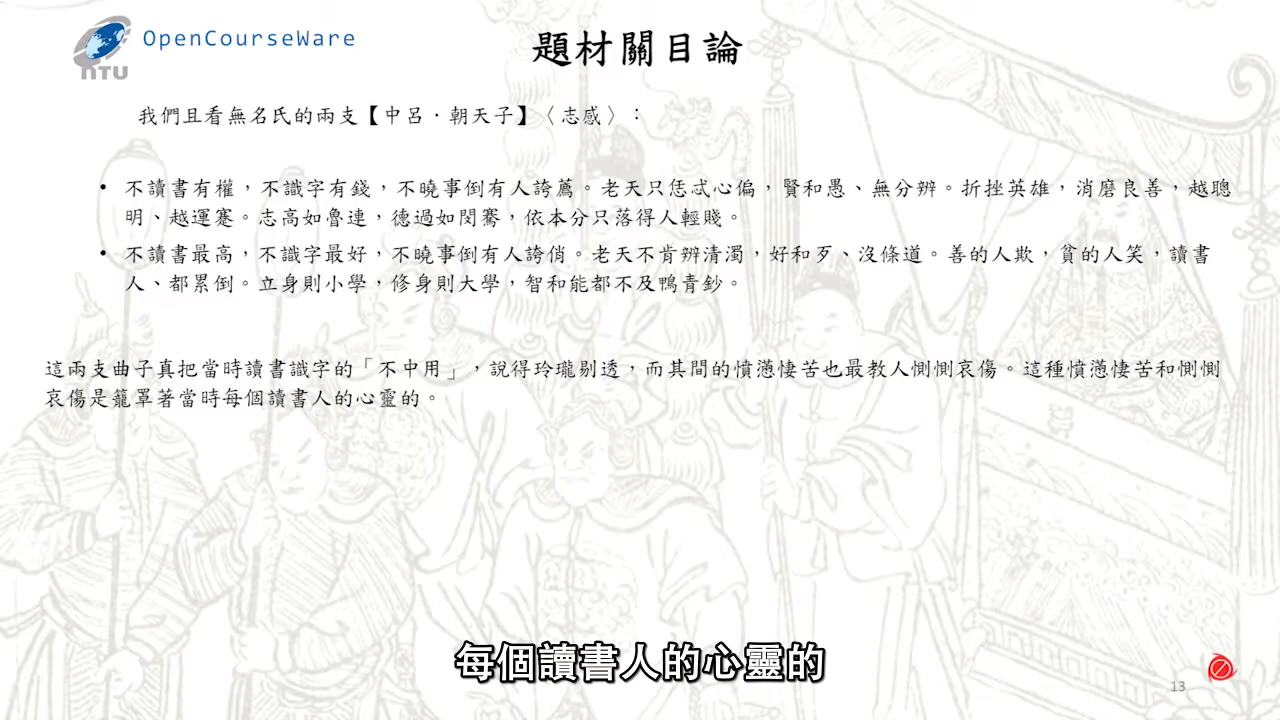 OpenCourseWare
NTU
題材關目論
我們且看無名氏的兩支【中呂．朝天子】〈志感〉：
• 不讀書有權，不識字有錢，不曉事倒有人誇薦。老天只恁忒心偏，賢和愚、無分辨。折挫英雄，消磨良善，越聰
明、越運蹇。志高如魯連，德過如閔騫，依本分只落得人輕賤。
• 不讀書最高，不識字最好，不曉事倒有人誇俏。老天不肯辨清濁，好和歹、沒條道。善的人欺，貧的人笑，讀書
人、都累倒。立身則小學，修身則大學，智和能都不及鴨青鈔。
這兩支曲子真把當時讀書識字的「不中用」，說得玲瓏剔透，而其間的憤懣悽苦也最教人惻惻哀傷。這種憤懣悽苦和惻惻
哀傷是籠罩著當時每個讀書人的心靈的。
每個讀書人的心靈的
13